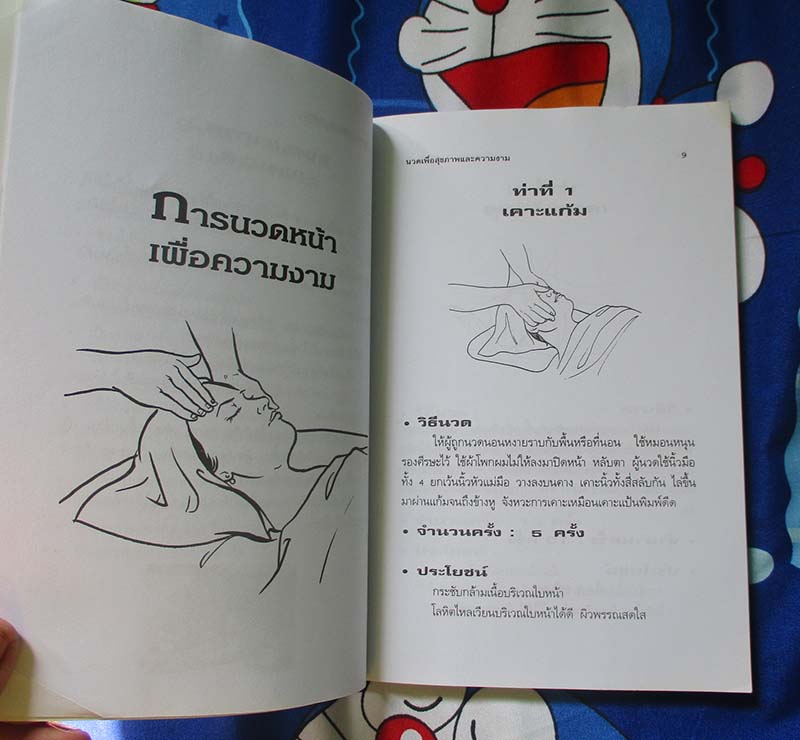 การนวดหน้า
เพื่อความงาม
นวดเพื่อสุขภาพและความงาม 9
ท่าที่ 1
เคาะแก้ม
• วิธีนวด
ให้ผู้ถูกนวดนอนหงายราบกับพื้นหรือที่นอน ใช้หมอนหนุน
รองศีรษะไว้ ใช้ผ้าโพกผมไม่ให้ลงมาปิดหน้า หลับตา ผู้นวดใช้นิ้วมือ
ทั้ง 4 ยกเว้นนิ้วหัวแม่มือ วางลงบนคาง เคาะนิ้วทั้งสี่สลับกัน ไล่ขึ้น
มาผ่านแก้มจนถึงข้างหู จังหวะการเคาะเหมือนเคาะแป้นพิมพ์ดีด
• จำนวนครั้ง : 5 ครั้ง
• ประโยชน์
กระชับกล้ามเนื้อบริเวณใบหน้า
โลหิตไหลเวียนบริเวณใบหน้าได้ดี ผิวพรรณสดใส